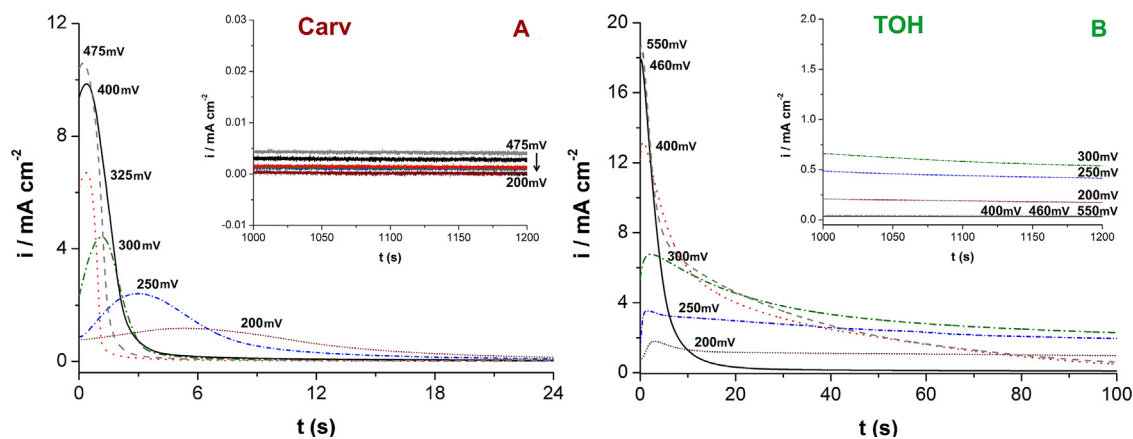 Carv
A
12
10
8
6
4
2
0
i / mA cm-2
0
6
12
18
24
t (s)
475mV
400mV
325mV
300mV
250mV
200mV
0.03
0.02
0.01
0.00
-0.01
i / mA cm-2
1000
1050
1100
1150
1200
t (s)
475mV
200mV
TOH
B
20
16
12
8
4
0
i / mA cm-2
0
20
40
60
80
100
t (s)
550mV
460mV
400mV
300mV
250mV
200mV
2.0
1.5
1.0
0.5
0.0
i / mA cm-2
1000
1050
1100
1150
1200
t (s)
300mV
250mV
200mV
400mV 460mV 550mV